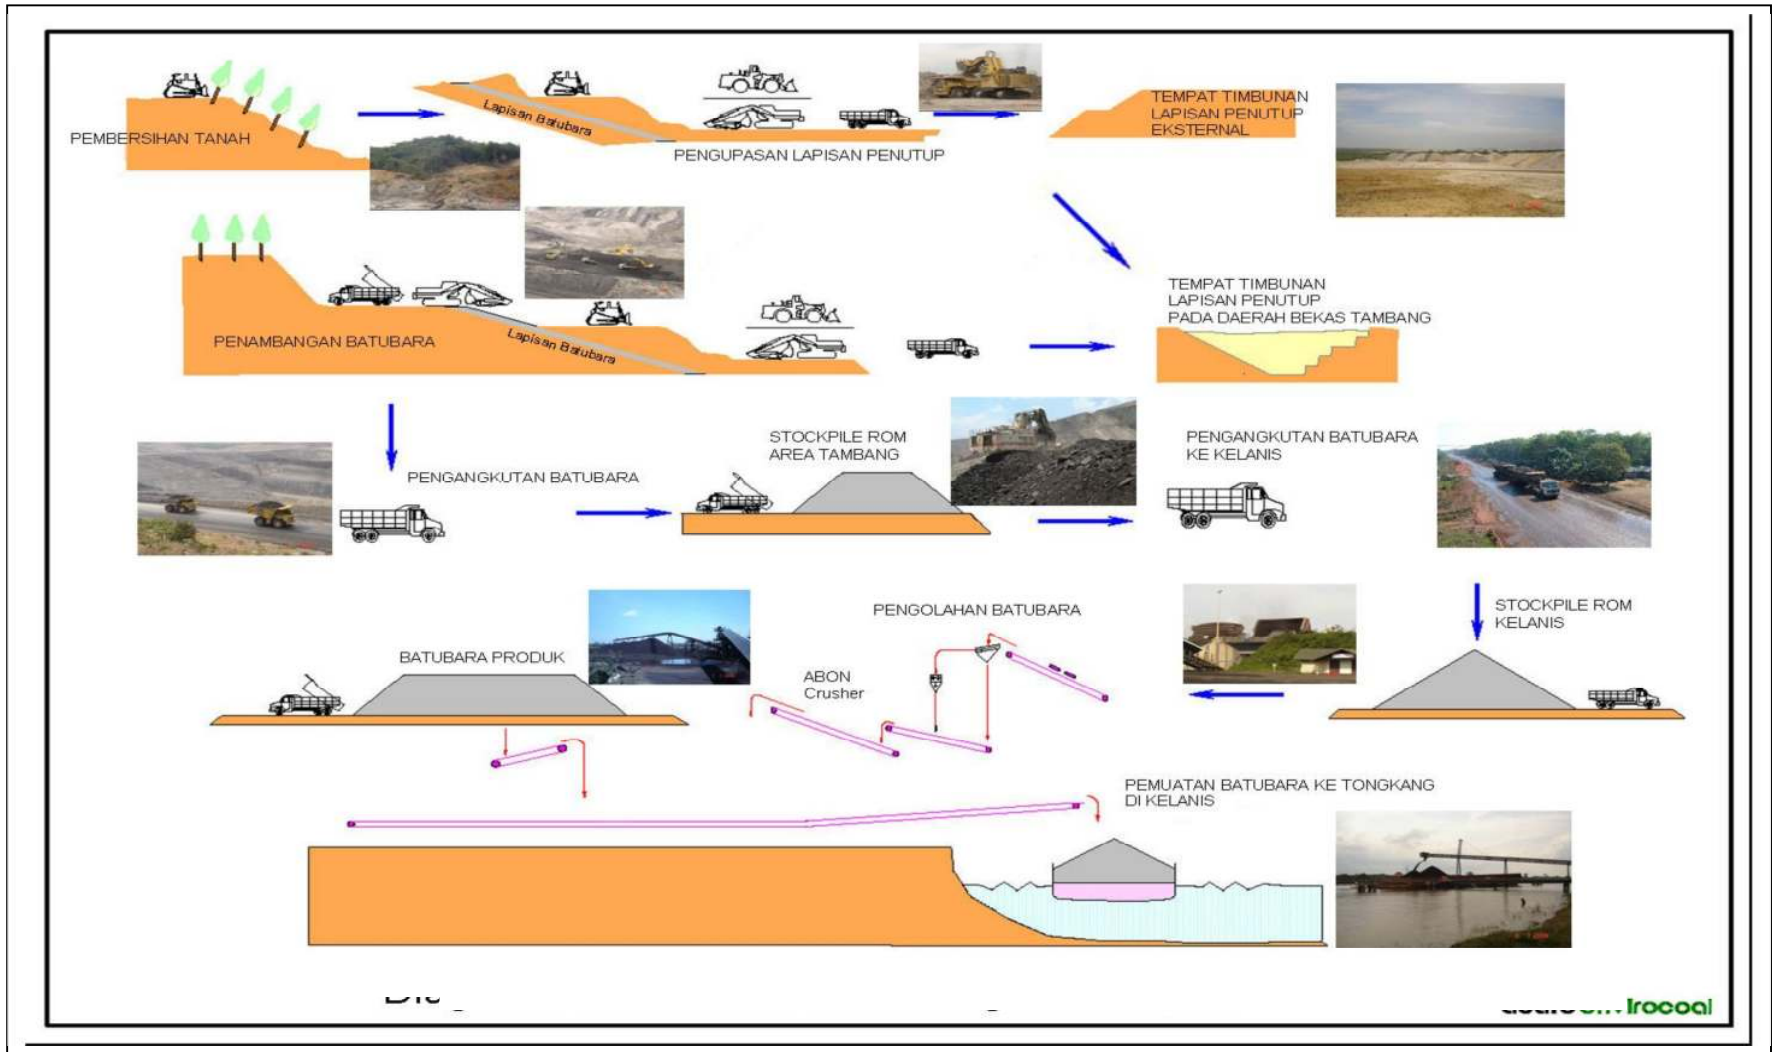 PEMBERSIHAN TANAH
Lapisan Batubara
PENGUPASAN LAPISAN PENUTUP
TEMPAT TIMBUNAN
LAPISAN PENUTUP
EKSTERNAL
PENAMBANGAN BATUBARA
Lapisan Batubara
TEMPAT TIMBUNAN
LAPISAN PENUTUP
PADA DAERAH BEKAS TAMBANG
PENGANGKUTAN BATUBARA
STOCKPILE ROM
AREA TAMBANG
PENGANGKUTAN BATUBARA
KE KELANIS
STOCKPILE ROM
KELANIS
PENGOLAHAN BATUBARA
ABON
Crusher
BATUBARA PRODUK
PEMUATAN BATUBARA KE TONGKANG
DI KELANIS